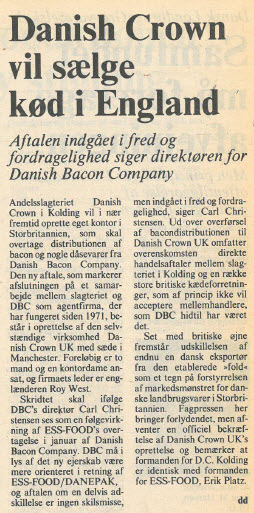 Danish Crown
vil sælge
kød i England
Aftalen indgået i fred og
fordragelighed siger direktøren for
Danish Bacon Company
Andelsslagteriet Danish
Crown i Kolding vil i nær
fremtid oprette eget kontor i
Storbritannien, som skal
overtage distributionen af
bacon og nogle dåsevarer fra
Danish Bacon Company.
Den ny aftale, som markerer
afslutningen på et samar-
bejde mellem slagteriet og
DBC som agentfirma, der
har fungeret siden 1971, be-
står i oprettelse af den selv-
stændige virksomhed Da-
nish Crown UK med sæde i
Manchester. Foreløbig er to
mand og en kontordame an-
sat, og firmaets leder er eng-
lænderen Roy West.
Skridtet skal ifølge
DBC's direktør Carl Chri-
stensen ses som en følgevirk-
ning af ESS-FOOD's over-
tagelse i januar af Danish
Bacon Company. DBC må i
lys af det ny ejerskab være
mere orienteret i retning af
ESS-FOOD/DANEPAK,
og aftalen om en delvis ad-
skillelse er ingen skilsmisse,
men indgået i fred og fordra-
gelighed, siger Carl Chri-
stensen. Ud over overførsel
af bacondistributionen til
Danish Crown UK omfatter
overenskomsten direkte
handelsaftaler mellem slag-
teriet i Kolding og en række
store britiske kædeforretnin-
ger, som af princip ikke vil
acceptere mellemhandlere,
som DBC hidtil har været
det.
Set med britiske øjne
fremstår udskillelsen af
endnu en dansk eksportør
fra den etablerede »fold«
som et tegn på forstyrrelsen
af markedsmønstret for dan-
ske landbrugsvarer i Storbri-
tannien. Fagpressen her
bringer forlydendet, men af-
venter en officiel bekræf-
telse af Danish Crown UK's
oprettelse og bemærker at
formanden for D.C. Kolding
er identisk med formanden
for ESS-FOOD, Erik Platz.
dd